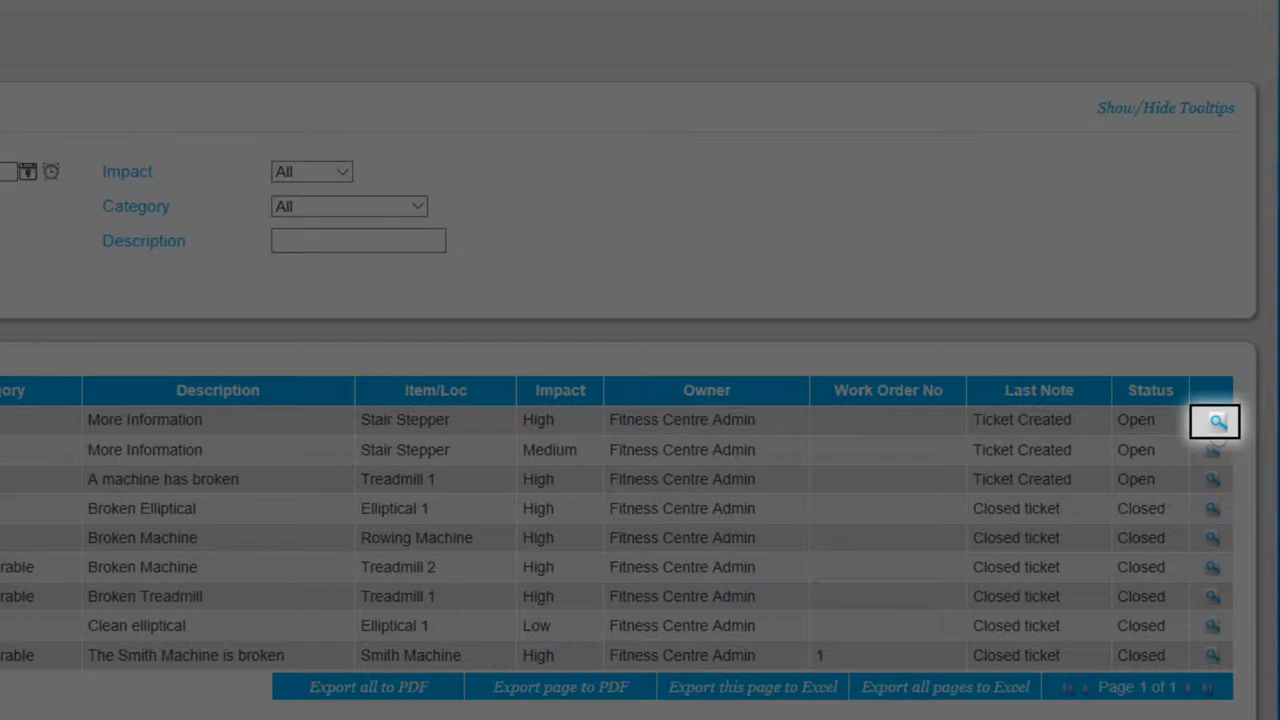 Show/Hide Tooltips
Impact All
Category All
Description
gory Description Item/Loc Impact Owner Work Order No Last Note Status
More Information Stair Stepper High Fitness Centre Admin Ticket Created Open
More Information Stair Stepper Medium Fitness Centre Admin Ticket Created Open
A machine has broken Treadmill 1 High Fitness Centre Admin Ticket Created Open
Broken Elliptical Elliptical 1 High Fitness Centre Admin Closed ticket Closed
Broken Machine Rowing Machine High Fitness Centre Admin Closed ticket Closed
rable Broken Machine Treadmill 2 High Fitness Centre Admin Closed ticket Closed
rable Broken Treadmill Treadmill 1 High Fitness Centre Admin Closed ticket Closed
Clean elliptical Elliptical 1 Low Fitness Centre Admin Closed ticket Closed
rable The Smith Machine is broken Smith Machine High Fitness Centre Admin 1 Closed ticket Closed
Export all to PDF Export page to PDF Export this page to Excel Export all pages to Excel Page 1 of 1